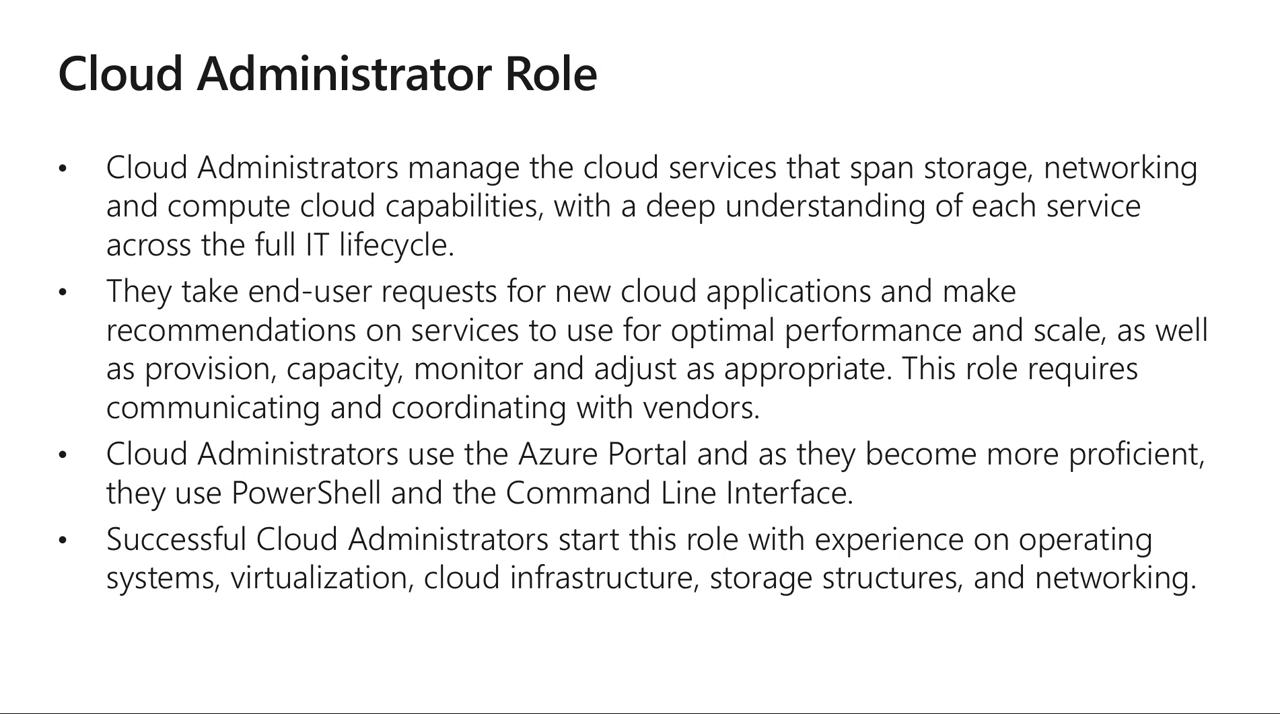 Cloud Administrator Role
• Cloud Administrators manage the cloud services that span storage, networking
and compute cloud capabilities, with a deep understanding of each service
across the full IT lifecycle.
• They take end-user requests for new cloud applications and make
recommendations on services to use for optimal performance and scale, as well
as provision, capacity, monitor and adjust as appropriate. This role requires
communicating and coordinating with vendors.
• Cloud Administrators use the Azure Portal and as they become more proficient,
they use PowerShell and the Command Line Interface.
• Successful Cloud Administrators start this role with experience on operating
systems, virtualization, cloud infrastructure, storage structures, and networking.